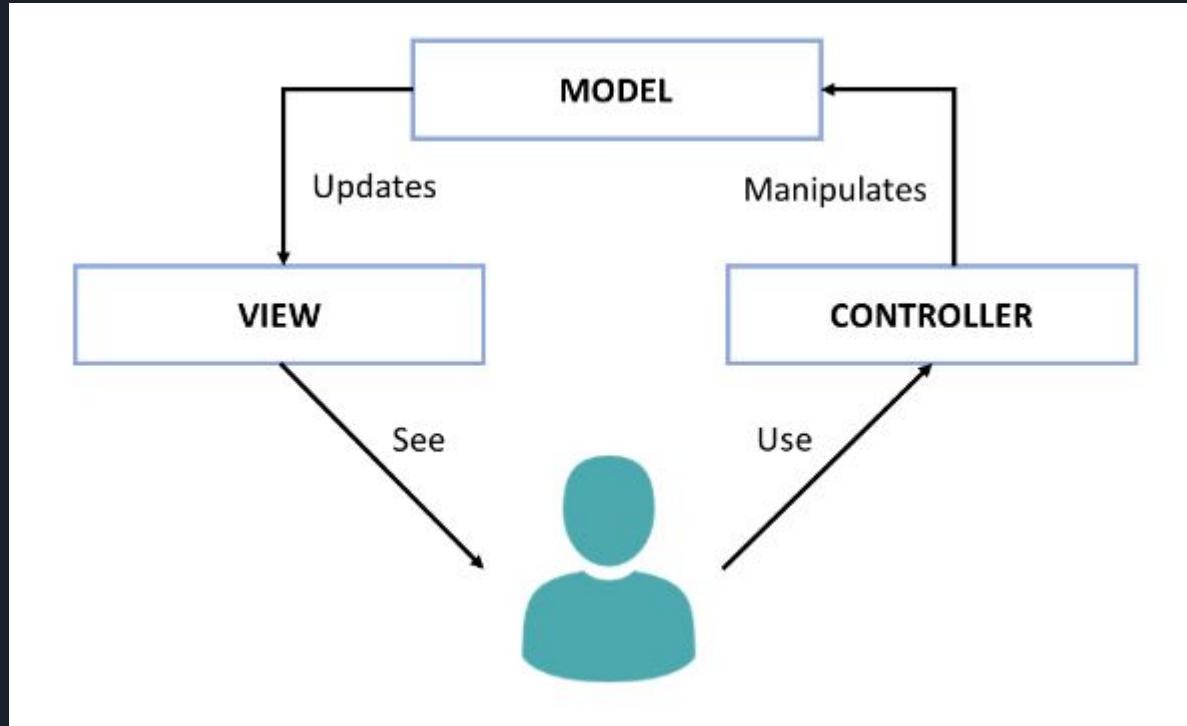 MODEL
Updates
Manipulates
VIEW
CONTROLLER
See
Use